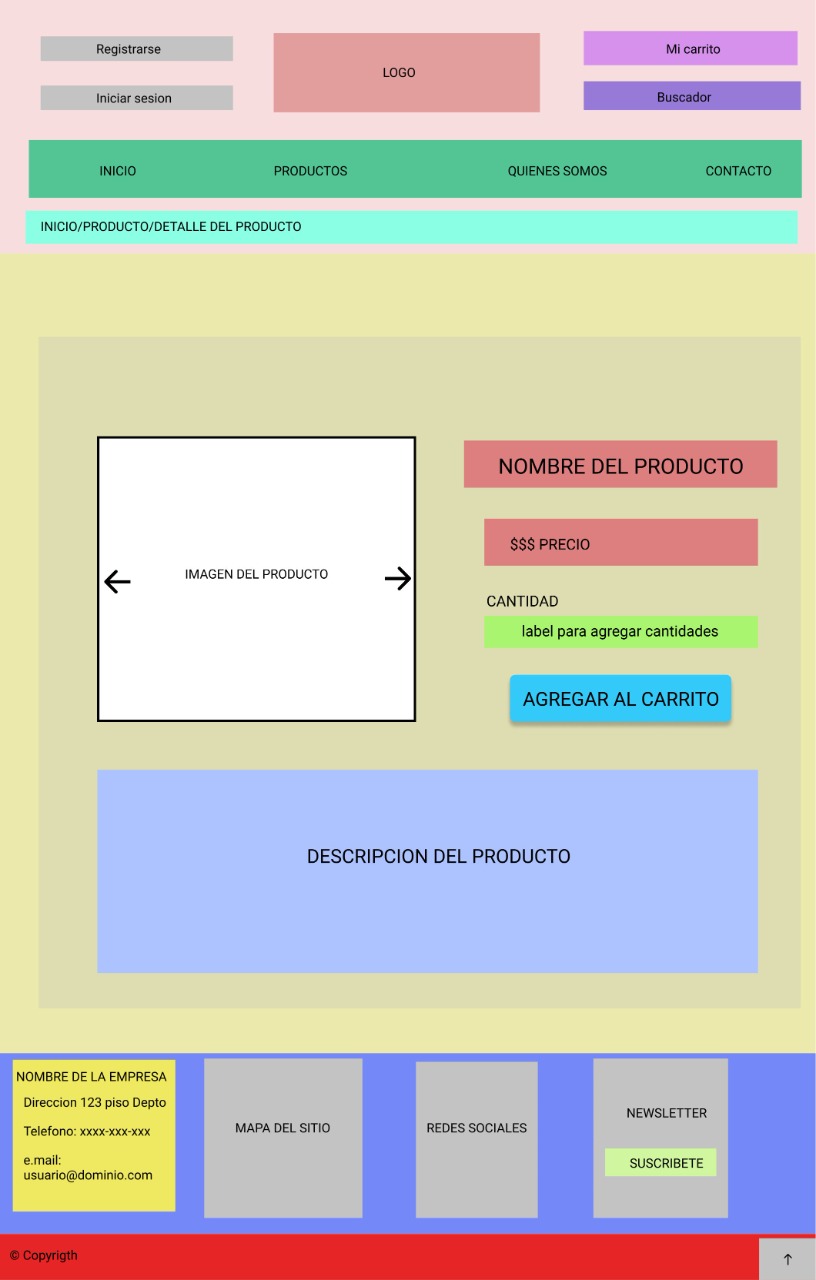 Registrarse
LOGO
Mi carrito
Iniciar sesion
Buscador
INICIO PRODUCTOS QUIENES SOMOS CONTACTO
INICIO/PRODUCTO/DETALLE DEL PRODUCTO
IMAGEN DEL PRODUCTO
NOMBRE DEL PRODUCTO
$$$ PRECIO
CANTIDAD
label para agregar cantidades
AGREGAR AL CARRITO
DESCRIPCION DEL PRODUCTO
NOMBRE DE LA EMPRESA
Direccion 123 piso Depto
Telefono: xxxx-xxx-xxx
e.mail:
usuario@dominio.com
MAPA DEL SITIO
REDES SOCIALES
NEWSLETTER
SUSCRIBETE
© Copyrigth